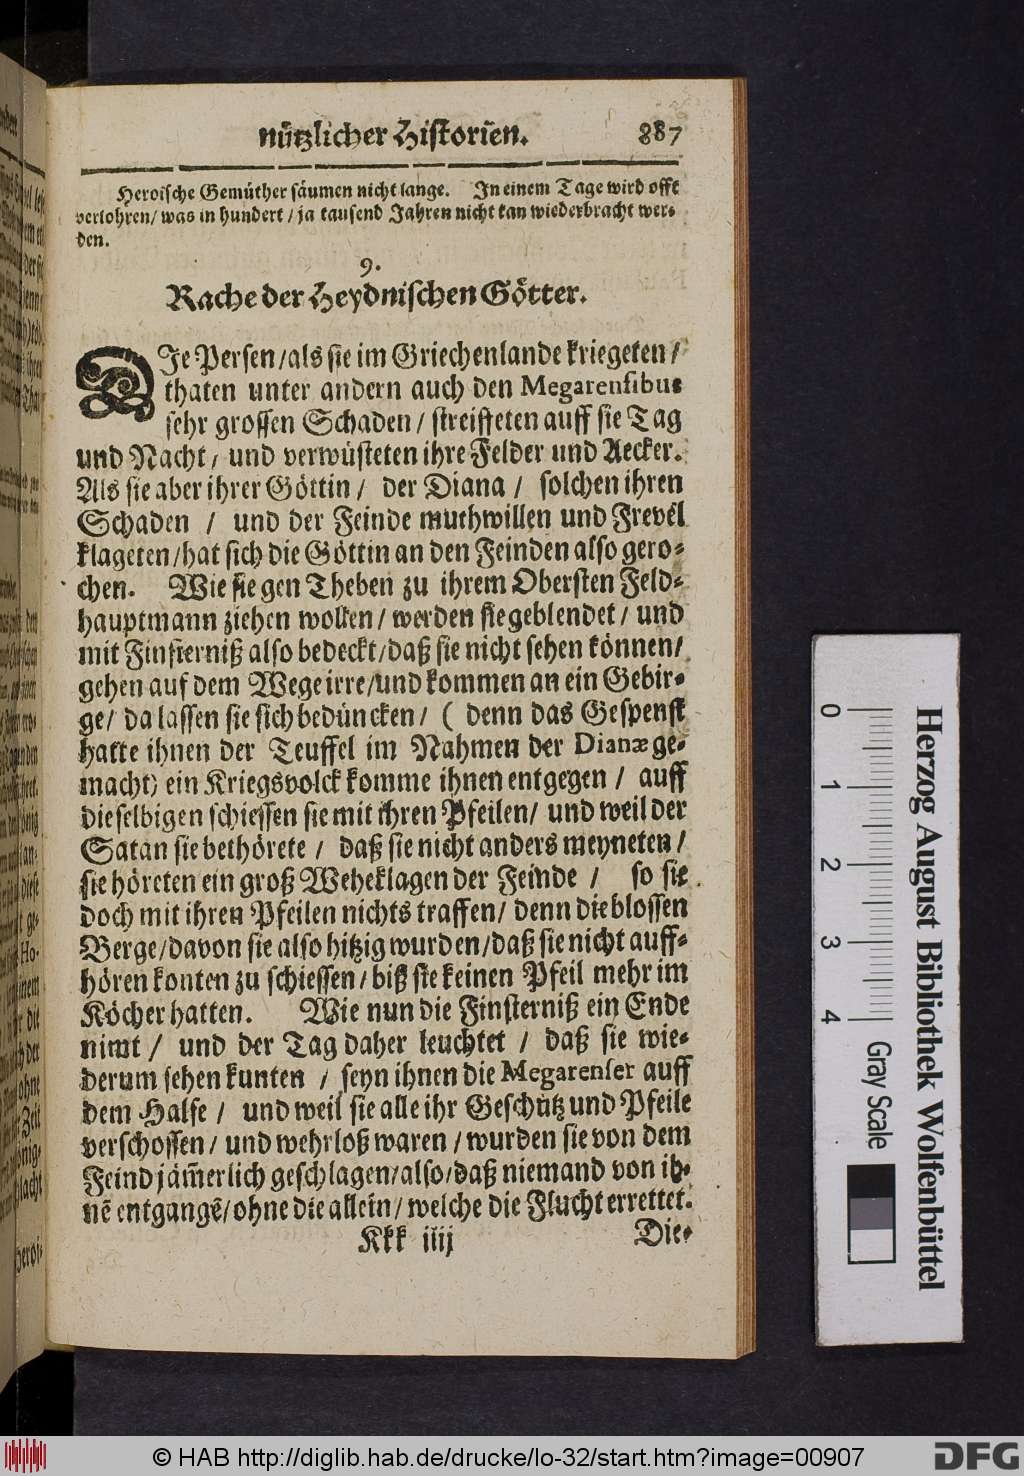 nützlicher Historien. 887
Heroische Gemüther säumen nicht lange. In einem Tage wird offt
verlohren/ was in hundert / ja tausend Jahren nicht kan wiederbracht wer-
den.
9.
Rache der Heydnischen Götter.
DJe Persen/als sie im Griechenlande kriegeten /
thaten unter andern auch den Megarensibus
sehr grossen Schaden / streiffeten auff sie Tag
und Nacht/ und verwüsteten ihre Felder und Aecker.
Als sie aber ihrer Göttin / der Diana / solchen ihren
Schaden / und der Feinde muthwillen und Frevel
klageten/hat sich die Göttin an den Feinden also gero-
chen. Wie sie gen Theben zu ihrem Obersten Feld-
hauptmann ziehen wollen / werden sie geblendet / und
mit Finsterniß also bedeckt/daß sie nicht sehen können/
gehen auf dem Wege irre/und kommen an ein Gebir-
ge/ da lassen sie sich bedüncken / ( denn das Gespenst
hatte ihnen der Teuffel im Nahmen der Dianæ ge-
macht) ein Kriegsvolck komme ihnen entgegen / auff
dieselbigen schiessen sie mit ihren Pfeilen/ und weil der
Satan sie bethörete / daß sie nicht anders meyneten /
sie höreten ein groß Weheklagen der Feinde / so sie
doch mit ihren Pfeilen nichts traffen/ denn die blossen
Berge/davon sie also hitzig wurden/daß sie nicht auff-
hören konten zu schiessen/ biß sie keinen Pfeil mehr im
Köcher hatten. Wie nun die Finsterniß ein Ende
nimt / und der Tag daher leuchtet / daß sie wie-
derum sehen kunten / seyn ihnen die Megarenser auff
dem Halse / und weil sie alle ihr Geschütz und Pfeile
verschossen/ und wehrloß waren / wurden sie von dem
Feind jäm̃erlich geschlagen/also/daß niemand von ih-
nẽ entgangẽ/ohne die allein/ welche die Flucht errettet.
Kkk iiij Die-
0 1 2 3 4
Gray Scale
Herzog August Bibliothek Wolfenbüttel
© HAB http://diglib.hab.de/drucke/lo-32/start.htm?image=00907
DFG